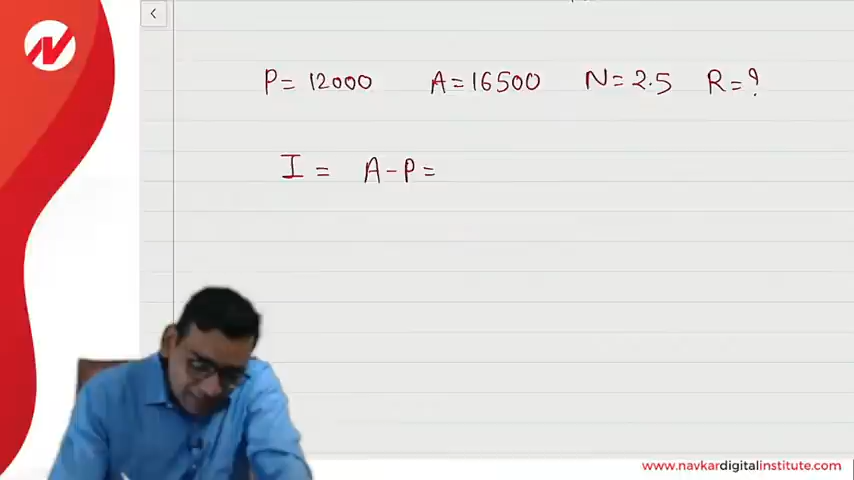 P = 12000 A = 16500 N = 2.5 R = ?
I = A - P =
www.navkardigitalinstitute.com